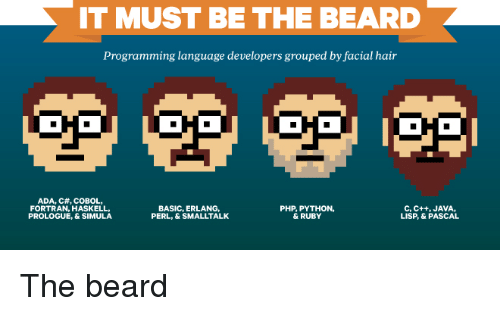 IT MUST BE THE BEARD
Programming language developers grouped by facial hair
ADA, C#, COBOL,
FORTRAN, HASKELL,
PROLOGUE, & SIMULA
BASIC, ERLANG,
PERL, & SMALLTALK
PHP, PYTHON,
& RUBY
C, C++, JAVA,
LISP, & PASCAL
The beard